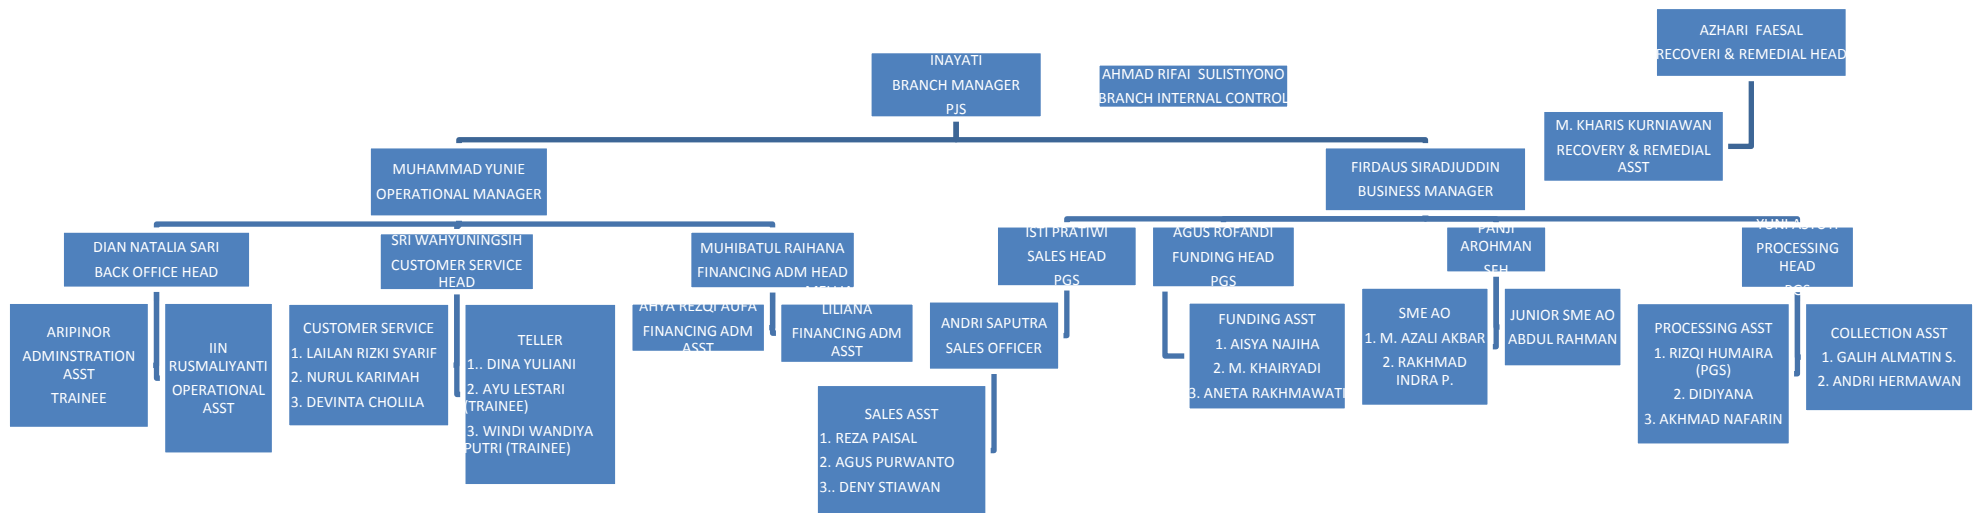 AZHARI  FAESAL
RECOVERI & REMEDIAL HEAD
INAYATI
BRANCH MANAGER
PJS
AHMAD RIFAI  SULISTIYONO
BRANCH INTERNAL CONTROL
M. KHARIS KURNIAWAN
RECOVERY & REMEDIAL
ASST
MUHAMMAD YUNIE
OPERATIONAL MANAGER
FIRDAUS SIRADJUDDIN
BUSINESS MANAGER
DIAN NATALIA SARI
BACK OFFICE HEAD
SRI WAHYUNINGSIH
CUSTOMER SERVICE
HEAD
MUHIBATUL RAIHANA
FINANCING ADM HEAD
ISTI PRATIWI
SALES HEAD
PGS
AGUS ROFANDI
FUNDING HEAD
PGS
PANJI
AROHMAN
SFH
YUNI ASTUTI
PROCESSING
HEAD
PGS
ARIPINOR
ADMINSTRATION
ASST
TRAINEE
IIN
RUSMALIYANTI
OPERATIONAL
ASST
CUSTOMER SERVICE
1. LAILAN RIZKI SYARIF
2. NURUL KARIMAH
3. DEVINTA CHOLILA
TELLER
1.. DINA YULIANI
2. AYU LESTARI
(TRAINEE)
3. WINDI WANDIYA
PUTRI (TRAINEE)
AHYA REZQI AUFA
FINANCING ADM
ASST
LILIANA
FINANCING ADM
ASST
ANDRI SAPUTRA
SALES OFFICER
SALES ASST
1. REZA PAISAL
2. AGUS PURWANTO
3.. DENY STIAWAN
FUNDING ASST
1. AISYA NAJIHA
2. M. KHAIRYADI
3. ANETA RAKHMAWATI
SME AO
1. M. AZALI AKBAR
2. RAKHMAD
INDRA P.
JUNIOR SME AO
ABDUL RAHMAN
PROCESSING ASST
1. RIZQI HUMAIRA
(PGS)
2. DIDIYANA
3. AKHMAD NAFARIN
COLLECTION ASST
1. GALIH ALMATIN S.
2. ANDRI HERMAWAN